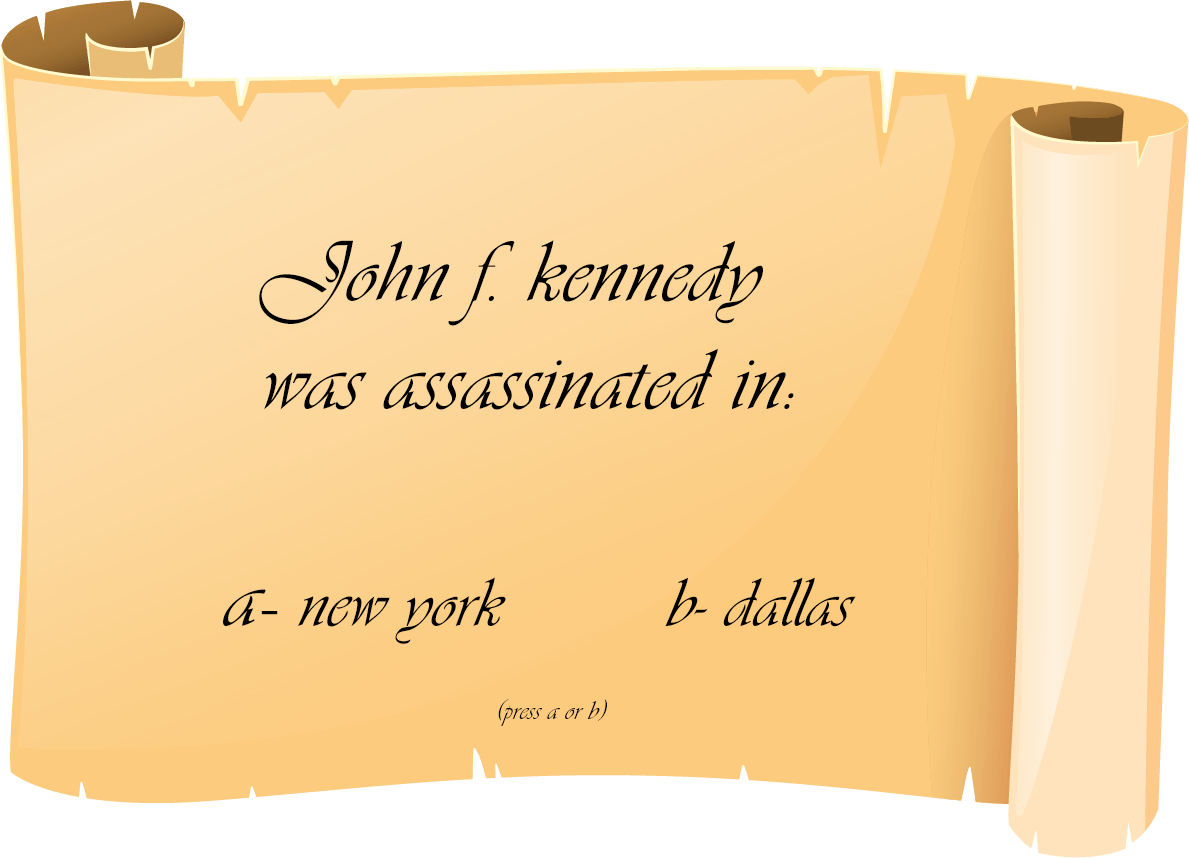 John f. kennedy
was assassinated in:
a- new york b- dallas
(press a or b)